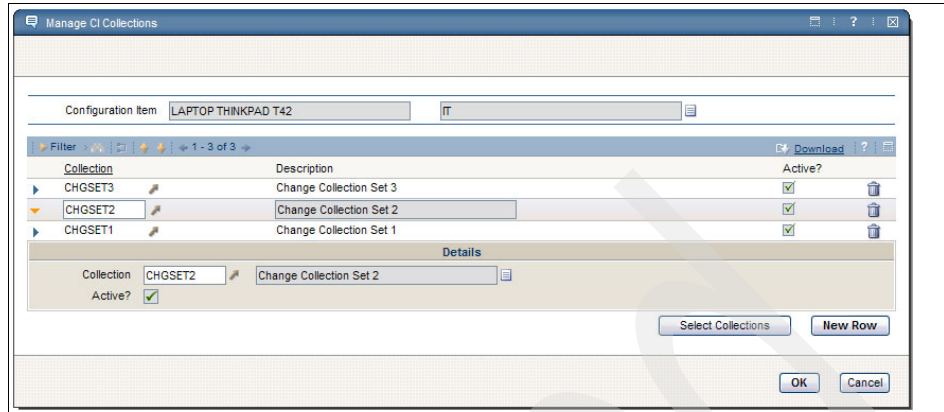 Manage CI Collections ?
Configuration Item LAPTOP THINKPAD T42 IT
Filter 1 - 3 of 3 Download ?
Collection Description Active?
CHGSET3 Change Collection Set 3
CHGSET2 Change Collection Set 2
CHGSET1 Change Collection Set 1
Details
Collection CHGSET2 Change Collection Set 2
Active?
Select Collections New Row
OK Cancel